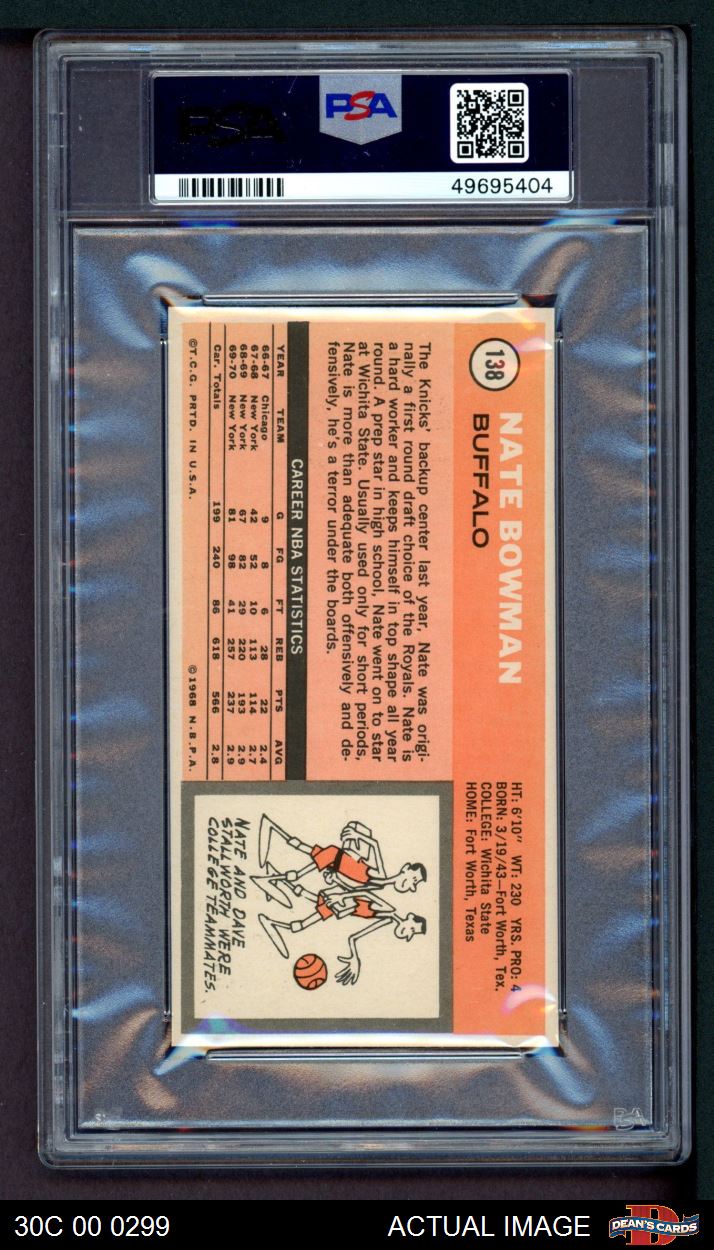 PSA
PSA
49695404
138
NATE BOWMAN
BUFFALO
HT: 6'10" WT: 230 YRS. PRO: 4
BORN: 3/19/43—Fort Worth, Tex.
COLLEGE: Wichita State
HOME: Fort Worth, Texas
The Knicks' backup center last year, Nate was origi-
nally a first round draft choice of the Royals. Nate is
a hard worker and keeps himself in top shape all year
round. A prep star in high school, Nate went on to star
at Wichita State. Usually used only for short periods,
Nate is more than adequate both offensively and de-
fensively, he's a terror under the boards.
CAREER NBA STATISTICS
YEAR TEAM G FG FT REB PTS AVG
66-67 Chicago 9 8 6 28 22 2.4
67-68 New York 42 52 10 113 114 2.7
68-69 New York 67 82 29 220 193 2.9
69-70 New York 81 98 41 257 237 2.9
Car. Totals 199 240 86 618 566 2.8
©T.C.G. PRTD. IN U.S.A. ©1968 N.B.P.A.
NATE AND DAVE
STALLWORTH WERE
COLLEGE TEAMMATES.
30C 00 0299
ACTUAL IMAGE
DEAN'S CARDS